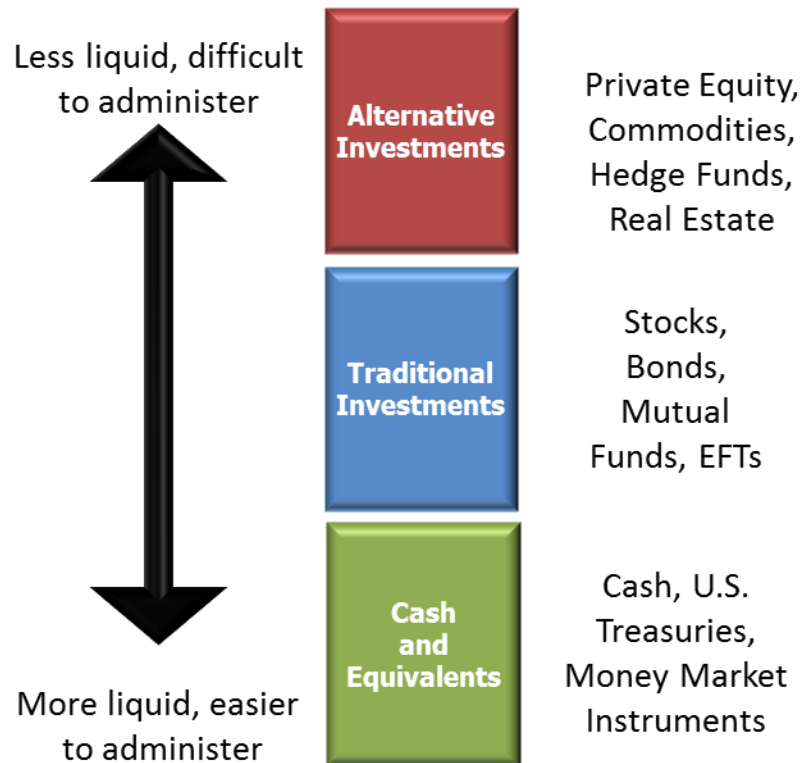 Less liquid, difficult
to administer
Alternative
Investments
Private Equity,
Commodities,
Hedge Funds,
Real Estate
Traditional
Investments
Stocks,
Bonds,
Mutual
Funds, EFTs
Cash
and
Equivalents
Cash, U.S.
Treasuries,
Money Market
Instruments
More liquid, easier
to administer